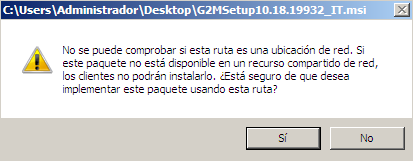 C:\Users\Administrador\Desktop\G2MSetup10.18.19932_IT.msi
No se puede comprobar si esta ruta es una ubicación de red. Si
este paquete no está disponible en un recurso compartido de red,
los clientes no podrán instalarlo. ¿Está seguro de que desea
implementar este paquete usando esta ruta?
Sí
No